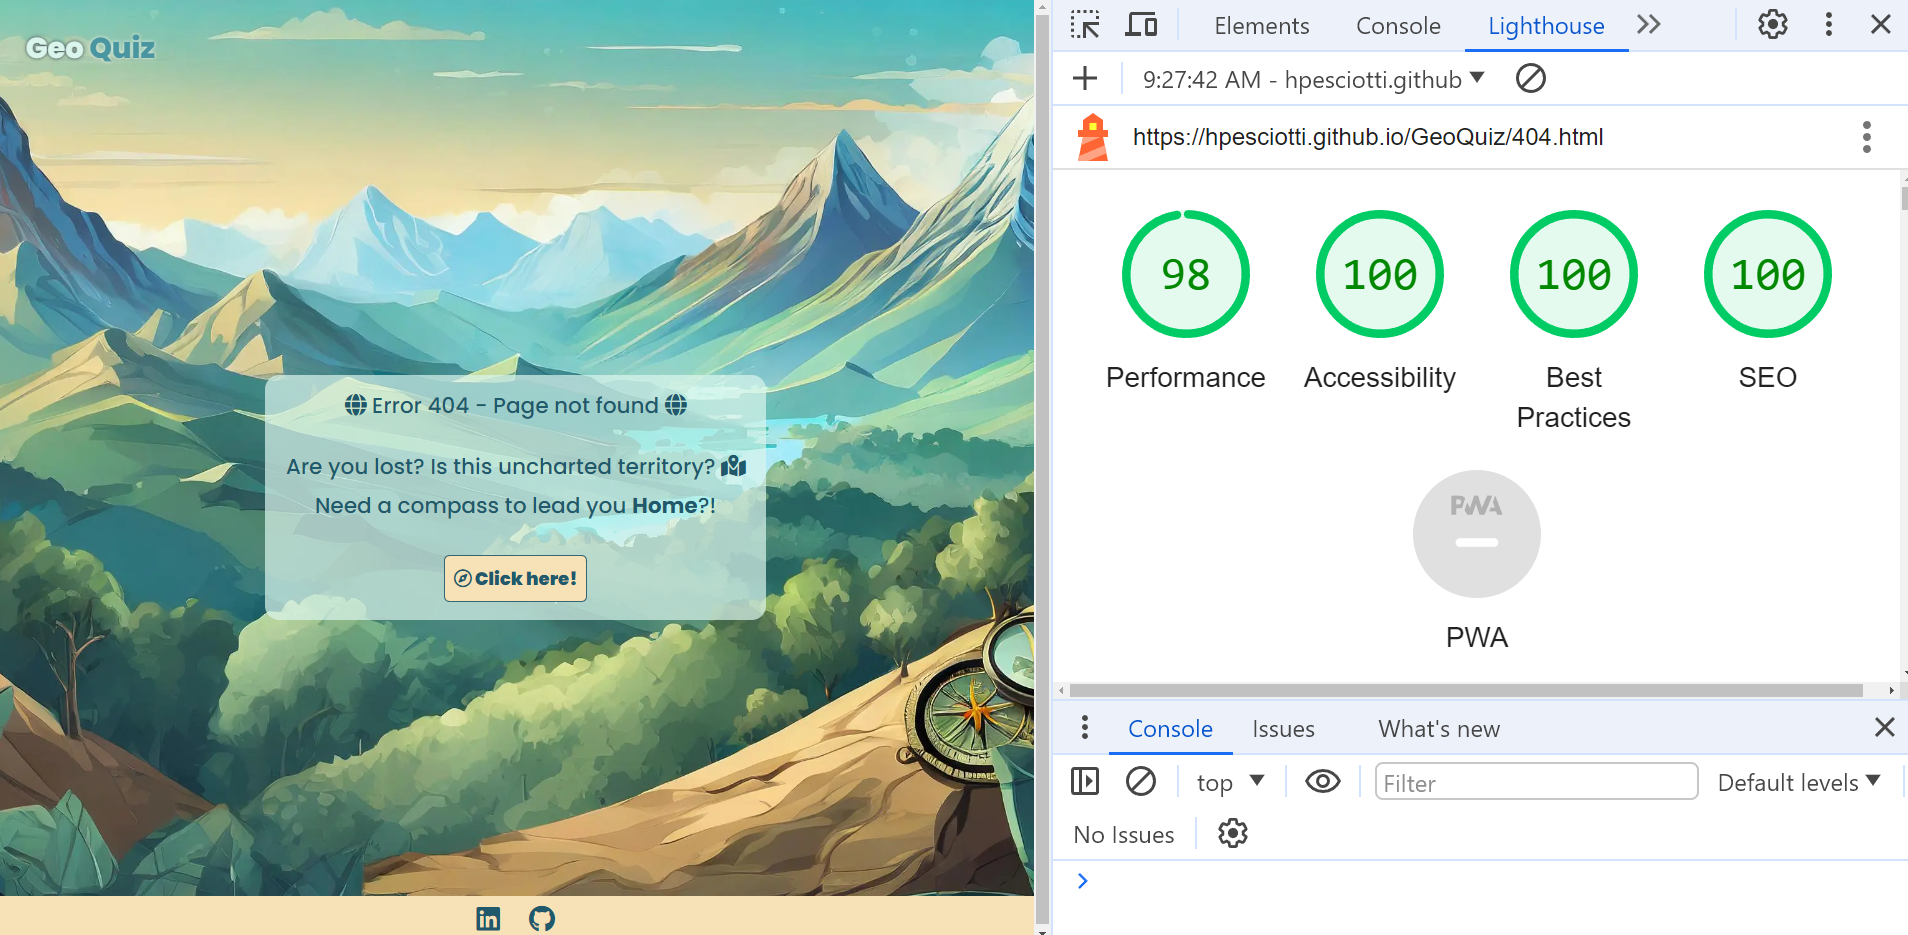 Geo Quiz
Error 404 - Page not found
Are you lost? Is this uncharted territory?
Need a compass to lead you Home?!
Click here!
Elements
Console
Lighthouse
9:27:42 AM - hpesciotti.github
https://hpesciotti.github.io/GeoQuiz/404.html
98
100
100
100
Performance
Accessibility
Best
Practices
SEO
PWA
PWA
Console
Issues
What's new
top
Filter
Default levels
No Issues